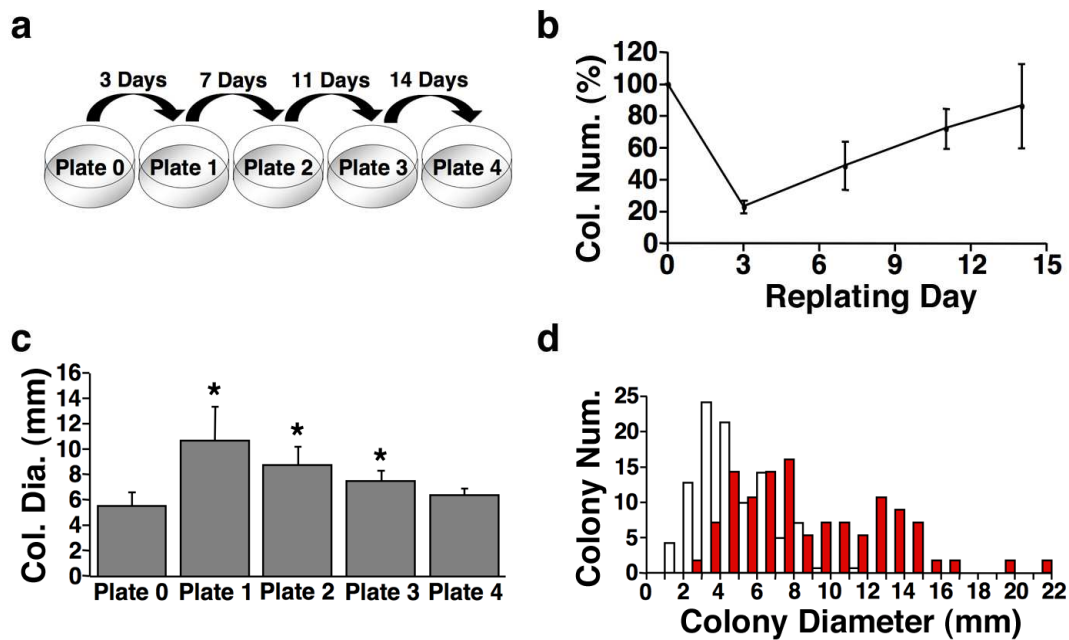 a
3 Days 7 Days 11 Days 14 Days
Plate 0 Plate 1 Plate 2 Plate 3 Plate 4
b
Col. Num. (%)
120
100
80
60
40
20
0
0 3 6 9 12 15
Replating Day
c
Col. Dia. (mm)
16
14
12
10
8
6
4
2
0
* * *
Plate 0 Plate 1 Plate 2 Plate 3 Plate 4
d
Colony Num.
25
20
15
10
5
0
0 2 4 6 8 10 12 14 16 18 20 22
Colony Diameter (mm)